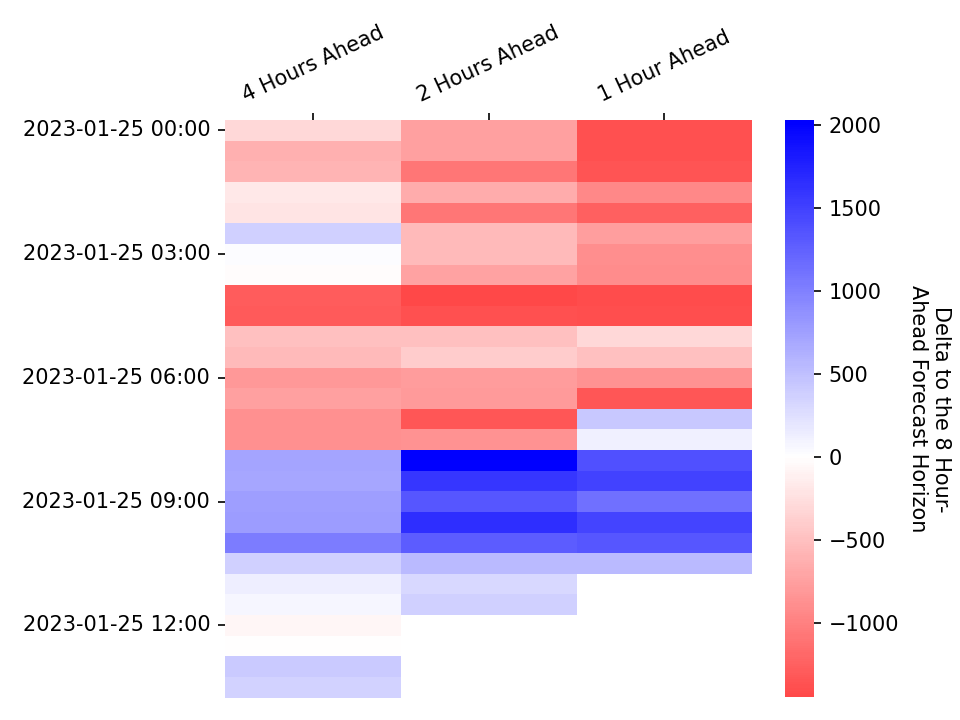 4 Hours Ahead
2 Hours Ahead
1 Hour Ahead
2023-01-25 00:00
2023-01-25 03:00
2023-01-25 06:00
2023-01-25 09:00
2023-01-25 12:00
2000
1500
1000
500
0
−500
−1000
Delta to the 8 Hour-
Ahead Forecast Horizon